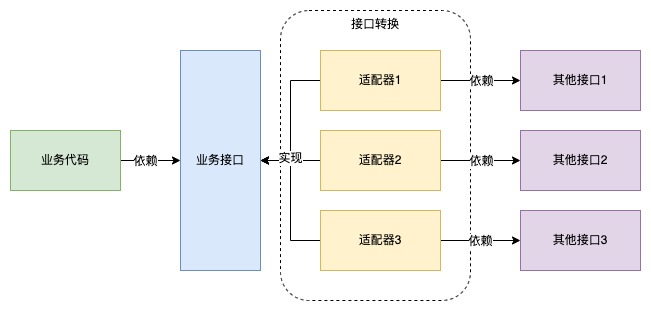 接口转换
适配器1
依赖
其他接口1
业务代码
依赖
业务接口
实现
适配器2
依赖
其他接口2
适配器3
依赖
其他接口3